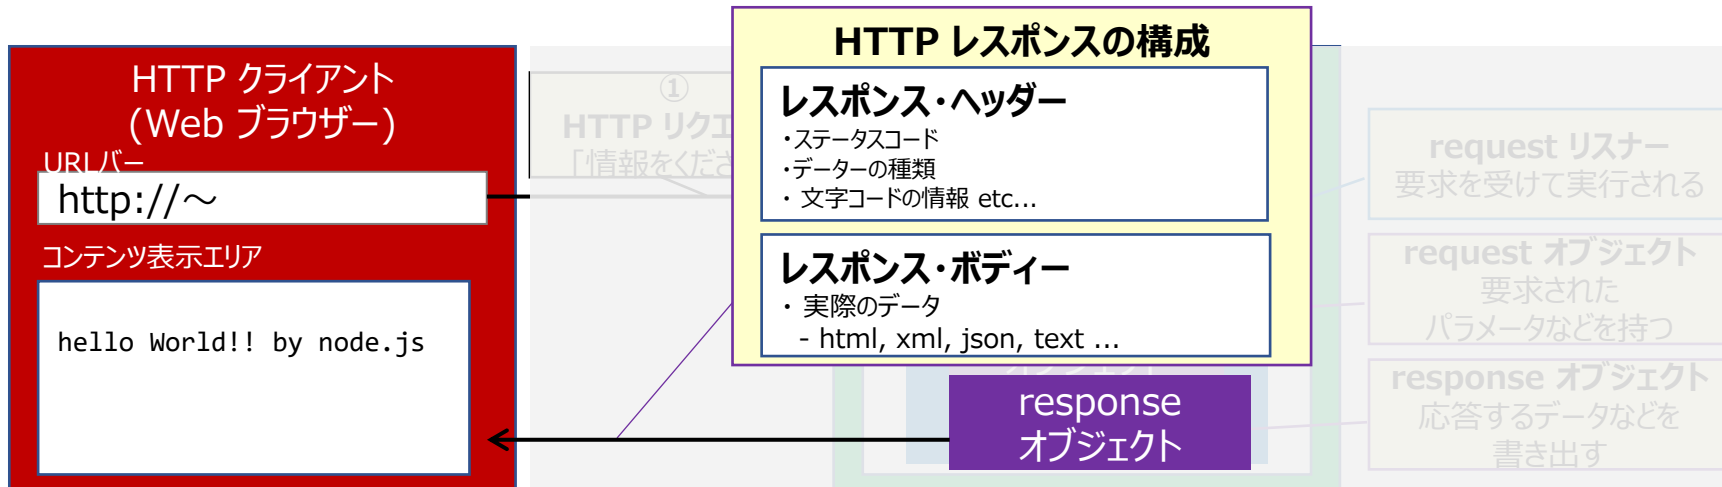 HTTP クライアント
(Web ブラウザー)
URLバー
http://～
コンテンツ表示エリア
hello World!! by node.js
①
HTTP リクエ
「情報をくださ
HTTP レスポンスの構成
レスポンス・ヘッダー
・ステータスコード
・データーの種類
・ 文字コードの情報 etc...
レスポンス・ボディー
・ 実際のデータ
- html, xml, json, text ...
response
オブジェクト
request リスナー
要求を受けて実行される
request オブジェクト
要求された
パラメータなどを持つ
response オブジェクト
応答するデータなどを
書き出す